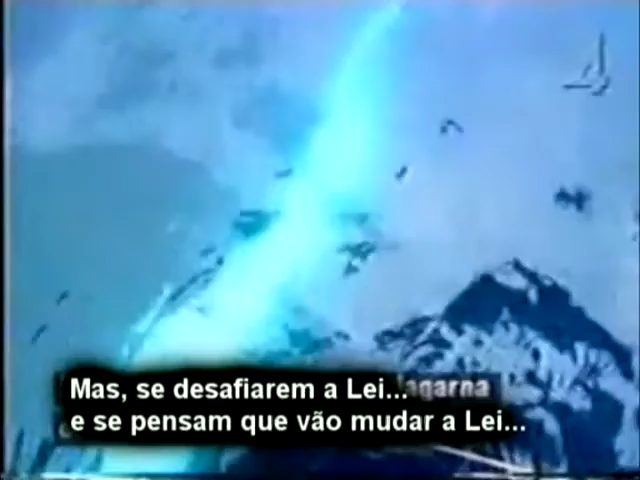 Mas, se desafiarem a Lei...
e se pensam que vão mudar a Lei...